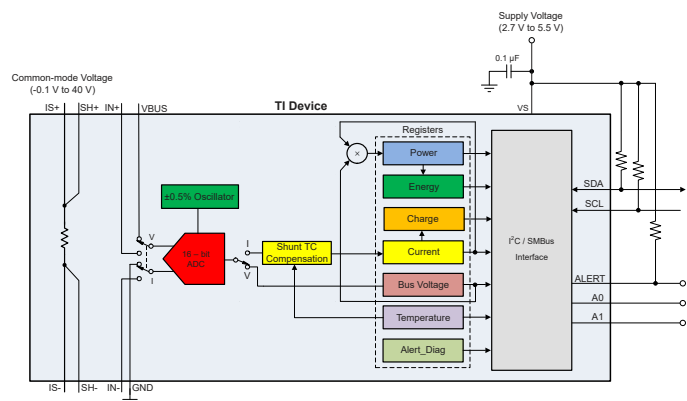 Supply Voltage
(2.7 V to 5.5 V)
0.1 µF
Common-mode Voltage
(-0.1 V to 40 V)
IS+ SH+ IN+ VBUS
TI Device
VS
Registers
Power
Energy
Charge
Current
Bus Voltage
Temperature
Alert_Diag
±0.5% Oscillator
16 – bit
ADC
V
I
I
V
Shunt TC
Compensation
I²C / SMBus
Interface
SDA
SCL
ALERT
A0
A1
IS- SH- IN- GND